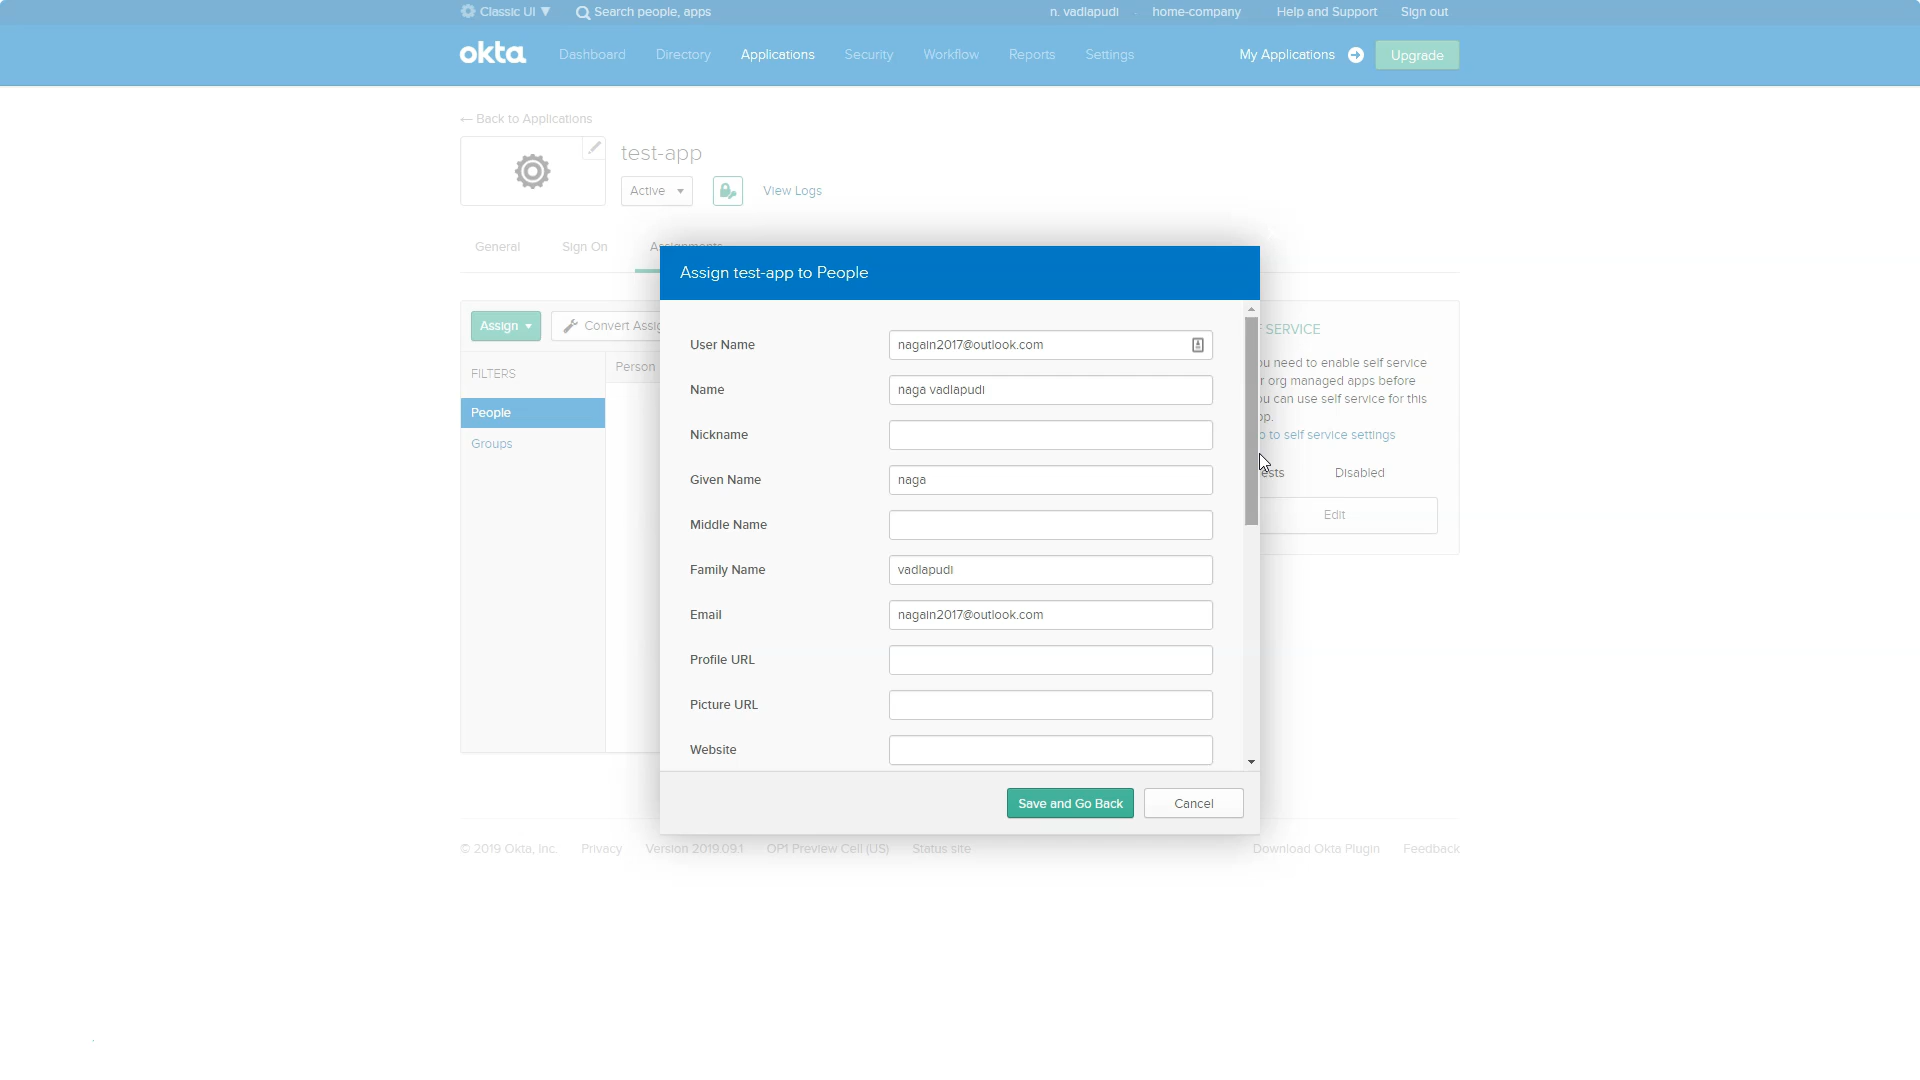 Classic UI ▼
Search people, apps
n. vadlapudi
home-company
Help and Support
Sign out
okta
Dashboard
Directory
Applications
Security
Workflow
Reports
Settings
My Applications
Upgrade
← Back to Applications
test-app
Active
View Logs
General
Sign On
Assignments
Assign test-app to People
Assign
Convert Assig
FILTERS
Person
People
Groups
User Name
nagain2017@outlook.com
Name
naga vadlapudi
Nickname
Given Name
naga
Middle Name
Family Name
vadlapudi
Email
nagain2017@outlook.com
Profile URL
Picture URL
Website
Save and Go Back
Cancel
F SERVICE
ou need to enable self service
r org managed apps before
ou can use self service for this
pp.
o to self service settings
ests
Disabled
Edit
© 2019 Okta, Inc.
Privacy
Version 2019.09.1
OP1 Preview Cell (US)
Status site
Download Okta Plugin
Feedback